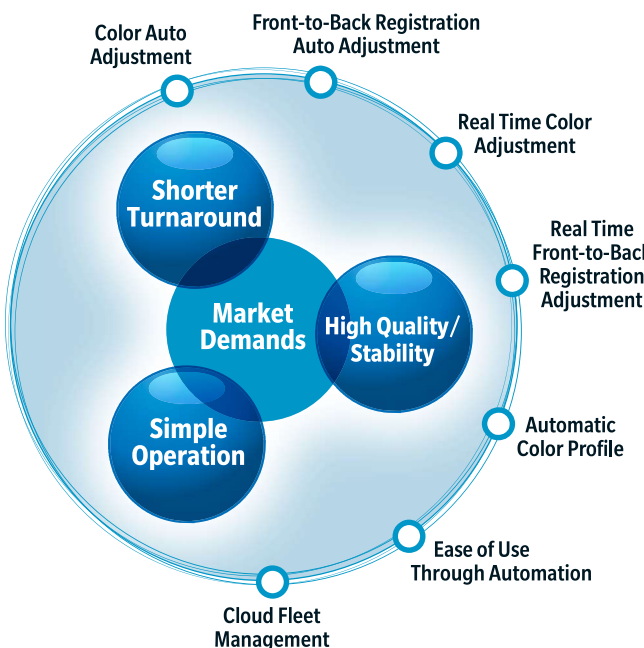 Color Auto
Adjustment
Front-to-Back Registration
Auto Adjustment
Real Time Color
Adjustment
Real Time
Front-to-Back
Registration
Adjustment
Automatic
Color Profile
Ease of Use
Through Automation
Cloud Fleet
Management
Shorter
Turnaround
Market
Demands
High Quality/
Stability
Simple
Operation